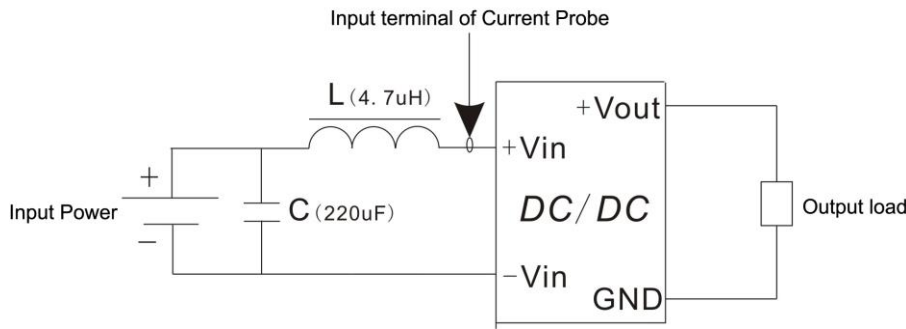 Input terminal of Current Probe
L (4. 7uH)
+Vout
+Vin
+
Input Power
−
C (220uF)
DC/DC
Output load
−Vin
GND